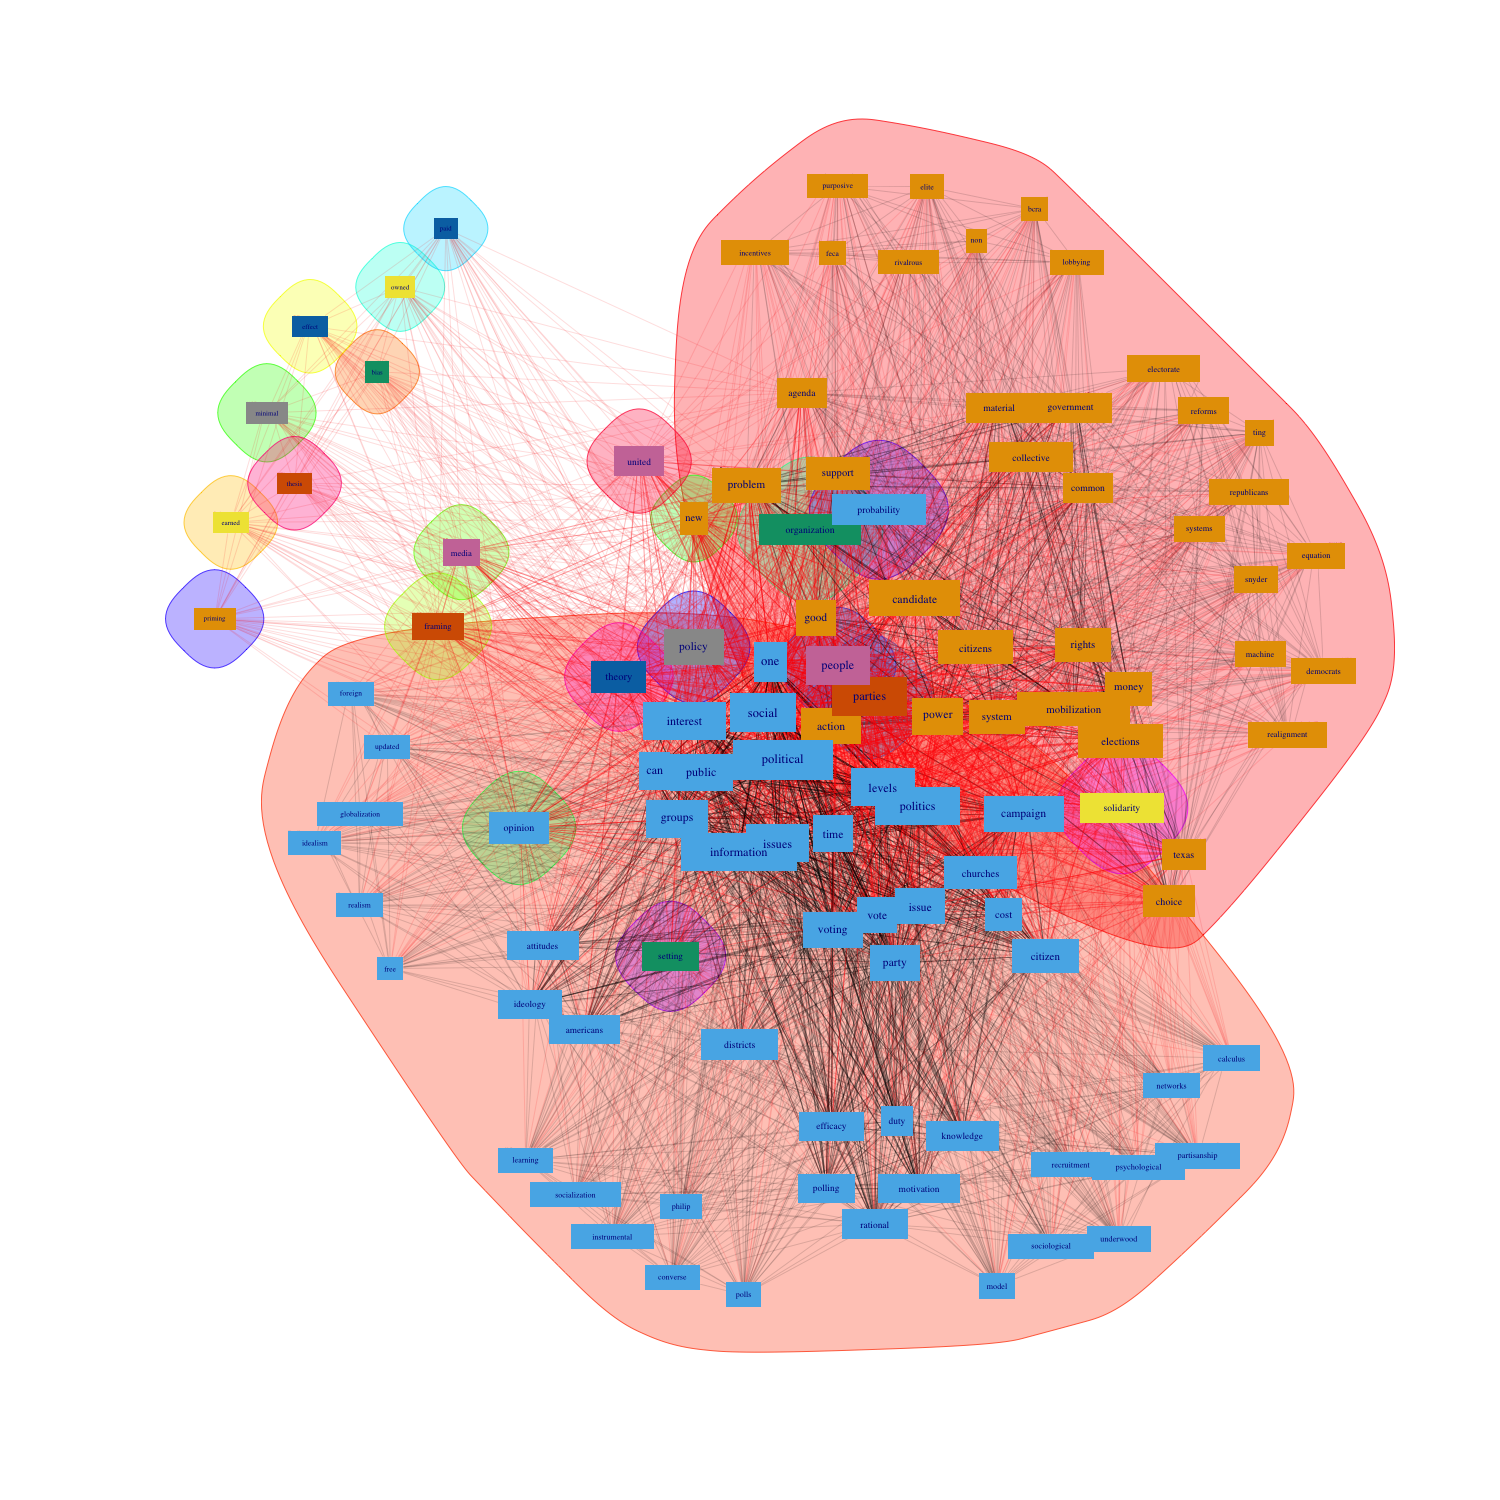 purposive
elite
bcra
paid
non
incentives
feca
rivalrous
lobbying
owned
effect
bias
electorate
agenda
material
government
reforms
minimal
ting
united
support
collective
thesis
problem
common
republicans
probability
new
earned
organization
systems
media
equation
snyder
candidate
good
priming
framing
policy
citizens
rights
machine
one
people
theory
democrats
money
foreign
parties
mobilization
interest
social
power
system
action
realignment
elections
updated
political
can
public
levels
politics
solidarity
globalization
campaign
groups
opinion
time
idealism
issues
information
texas
churches
choice
realism
issue
vote
cost
voting
attitudes
setting
citizen
party
free
ideology
americans
districts
calculus
networks
duty
efficacy
knowledge
partisanship
learning
recruitment
psychological
polling
motivation
socialization
philip
rational
instrumental
underwood
sociological
converse
model
polls